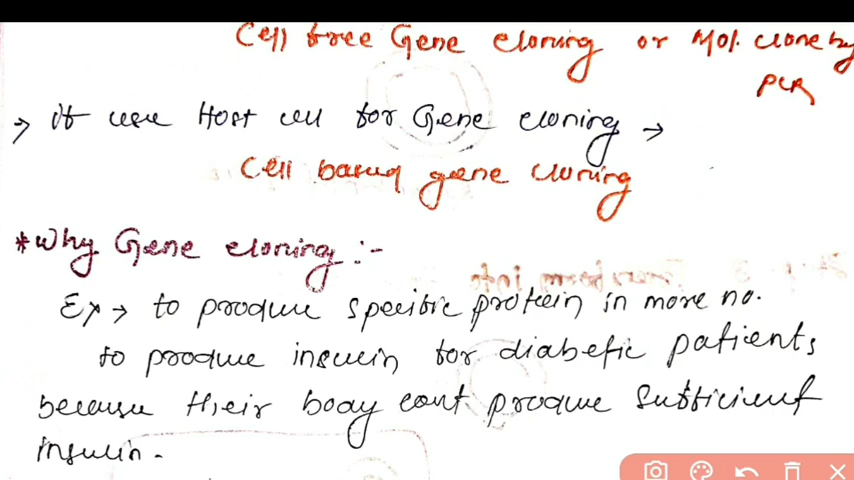 Cell free Gene cloning or Mol. clone by
PCR
→ it use Host cell for Gene cloning →
Cell based gene cloning
*Why Gene cloning :-
Ex → to produce specific protein in more no.
to produce insulin for diabetic patients
because their body cant produce sufficient
insulin.